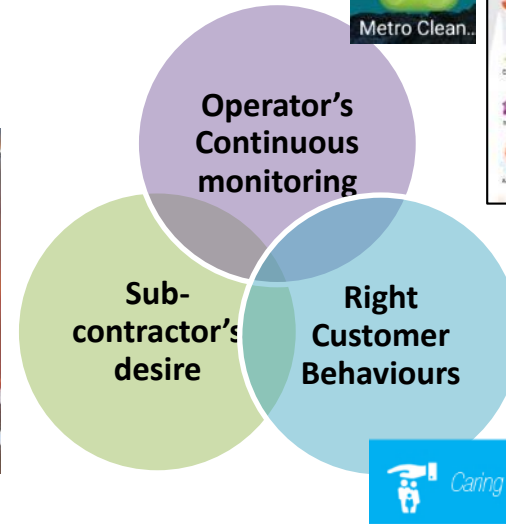 Metro Clean..
Operator’s
Continuous
monitoring
Sub-
contractor’s
desire
Right
Customer
Behaviours
Caring